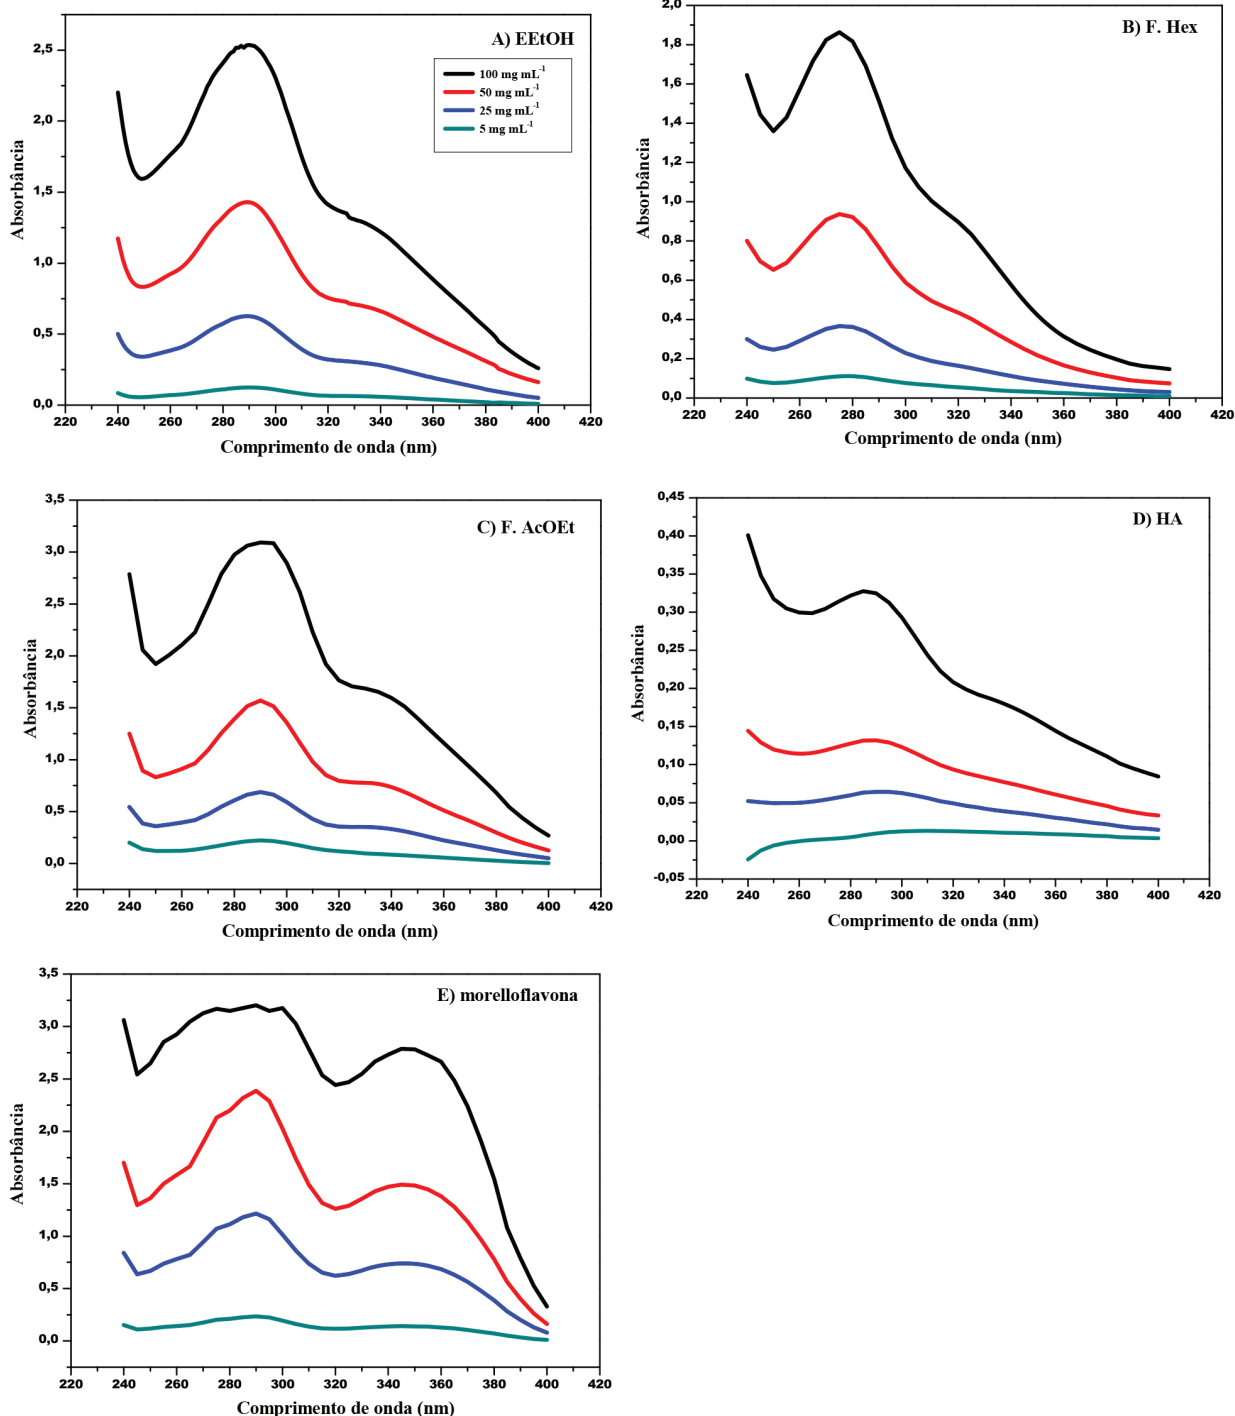 A) EEtOH
100 mg mL⁻¹
50 mg mL⁻¹
25 mg mL⁻¹
5 mg mL⁻¹
Absorbância
2,5
2,0
1,5
1,0
0,5
0,0
220 240 260 280 300 320 340 360 380 400 420
Comprimento de onda (nm)
B) F. Hex
Absorbância
2,0
1,8
1,6
1,4
1,2
1,0
0,8
0,6
0,4
0,2
0,0
220 240 260 280 300 320 340 360 380 400 420
Comprimento de onda (nm)
C) F. AcOEt
Absorbância
3,5
3,0
2,5
2,0
1,5
1,0
0,5
0,0
220 240 260 280 300 320 340 360 380 400 420
Comprimento de onda (nm)
D) HA
Absorbância
0,45
0,40
0,35
0,30
0,25
0,20
0,15
0,10
0,05
0,00
-0,05
220 240 260 280 300 320 340 360 380 400 420
Comprimento de onda (nm)
E) morelloflavona
Absorbância
3,5
3,0
2,5
2,0
1,5
1,0
0,5
0,0
220 240 260 280 300 320 340 360 380 400 420
Comprimento de onda (nm)